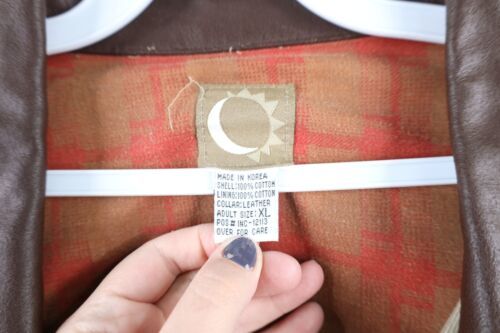 MADE IN KOREA
SHELL:100% COTTON
LINING:100% COTTON
COLLAR:LEATHER
ADULT SIZE: XL
POS# INC-12113
OVER FOR CARE